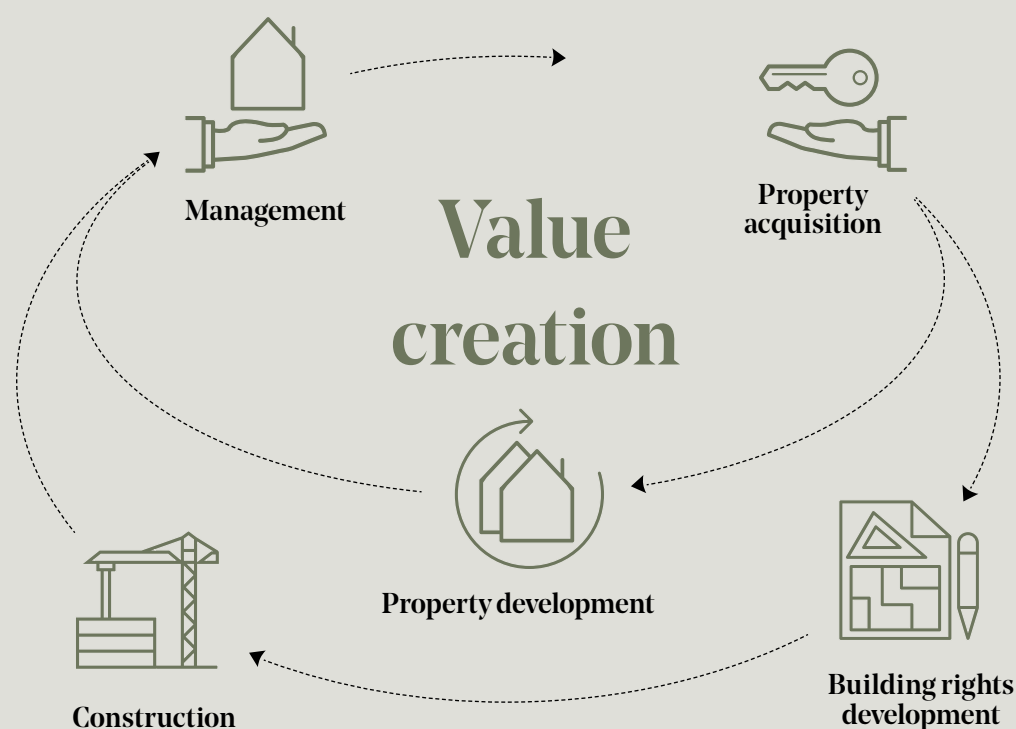 Management
Property
acquisition
Value
creation
Property development
Building rights
development
Construction